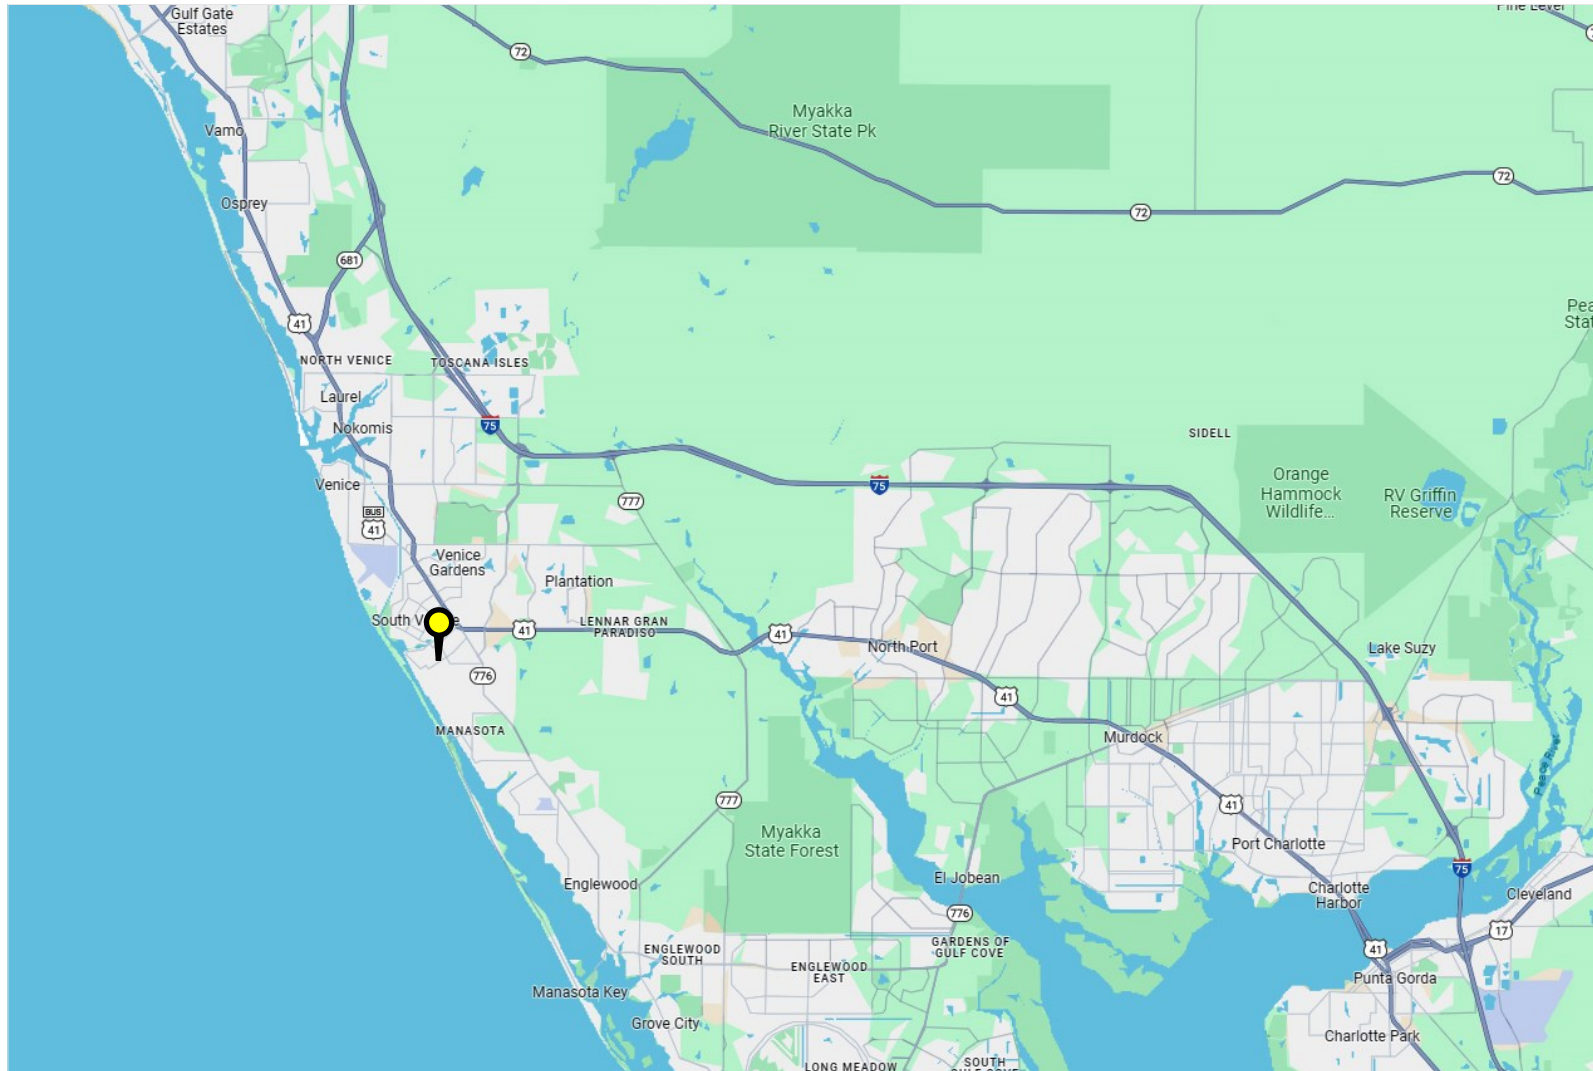 Gulf Gate
Estates
72
Myakka
River State Pk
Vamo
72
Osprey
72
681
41
NORTH VENICE
TOSCANA ISLES
Laurel
75
Nokomis
SIDELL
Venice
75
Orange
Hammock
Wildlife...
RV Griffin
Reserve
777
BUS
41
Venice
Gardens
Plantation
South
41
LENNAR GRAN
PARADISO
41
North Port
Lake Suzy
776
41
MANASOTA
Murdock
Peace River
777
41
Myakka
State Forest
Port Charlotte
75
El Jobean
Englewood
Charlotte
Harbor
Cleveland
776
17
ENGLEWOOD
SOUTH
GARDENS OF
GULF COVE
41
ENGLEWOOD
EAST
Punta Gorda
Manasota Key
Grove City
Charlotte Park
LONG MEADOW
SOUTH